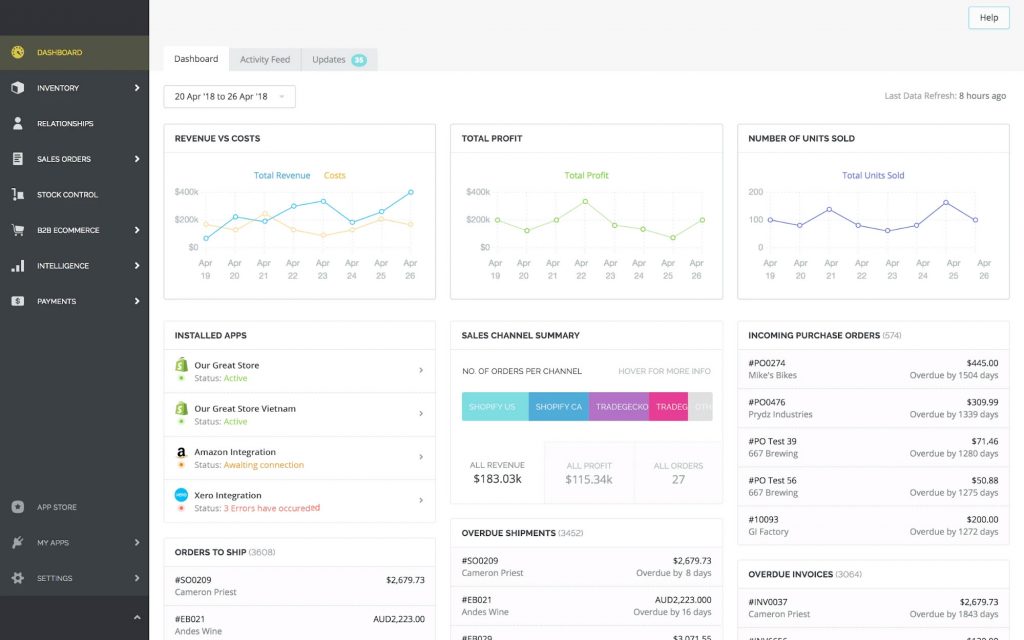 Help
DASHBOARD
INVENTORY
RELATIONSHIPS
SALES ORDERS
STOCK CONTROL
B2B ECOMMERCE
INTELLIGENCE
$ PAYMENTS
APP STORE
MY APPS
SETTINGS
Dashboard Activity Feed Updates 35
20 Apr '18 to 26 Apr '18
Last Data Refresh: 8 hours ago
REVENUE VS COSTS
Total Revenue Costs
$400k
$200k
$0
Apr Apr Apr Apr Apr Apr Apr Apr
19 20 21 22 23 24 25 26
TOTAL PROFIT
Total Profit
$400k
$200k
$0
Apr Apr Apr Apr Apr Apr Apr Apr
19 20 21 22 23 24 25 26
NUMBER OF UNITS SOLD
Total Units Sold
200
100
0
Apr Apr Apr Apr Apr Apr Apr Apr
19 20 21 22 23 24 25 26
INSTALLED APPS
Our Great Store
Status: Active
Our Great Store Vietnam
Status: Active
a Amazon Integration
Status: Awaiting connection
Xero Integration
Status: 3 Errors have occureded
ORDERS TO SHIP (3608)
#SO0209 $2,679.73
Cameron Priest
#EB021 AUD2,223.00
Andes Wine
SALES CHANNEL SUMMARY
NO. OF ORDERS PER CHANNEL HOVER FOR MORE INFO
SHOPIFY US SHOPIFY CA TRADEGECKO TRADEG OTH
ALL REVENUE ALL PROFIT ALL ORDERS
$183.03k $115.34k 27
OVERDUE SHIPMENTS (3452)
#SO0209 $2,679.73
Cameron Priest Overdue by 8 days
#EB021 AUD2,223.000
Andes Wine Overdue by 16 days
#EB029 $3,071.55
INCOMING PURCHASE ORDERS (574)
#PO0274 $445.00
Mike's Bikes Overdue by 1504 days
#PO0476 $309.99
Prydz Industries Overdue by 1339 days
#PO Test 39 $71.46
667 Brewing Overdue by 1280 days
#PO Test 56 $50.88
667 Brewing Overdue by 1275 days
#10093 $200.00
GI Factory Overdue by 1272 days
OVERDUE INVOICES (3064)
#INV0037 $2,679.73
Cameron Priest Overdue by 1843 days